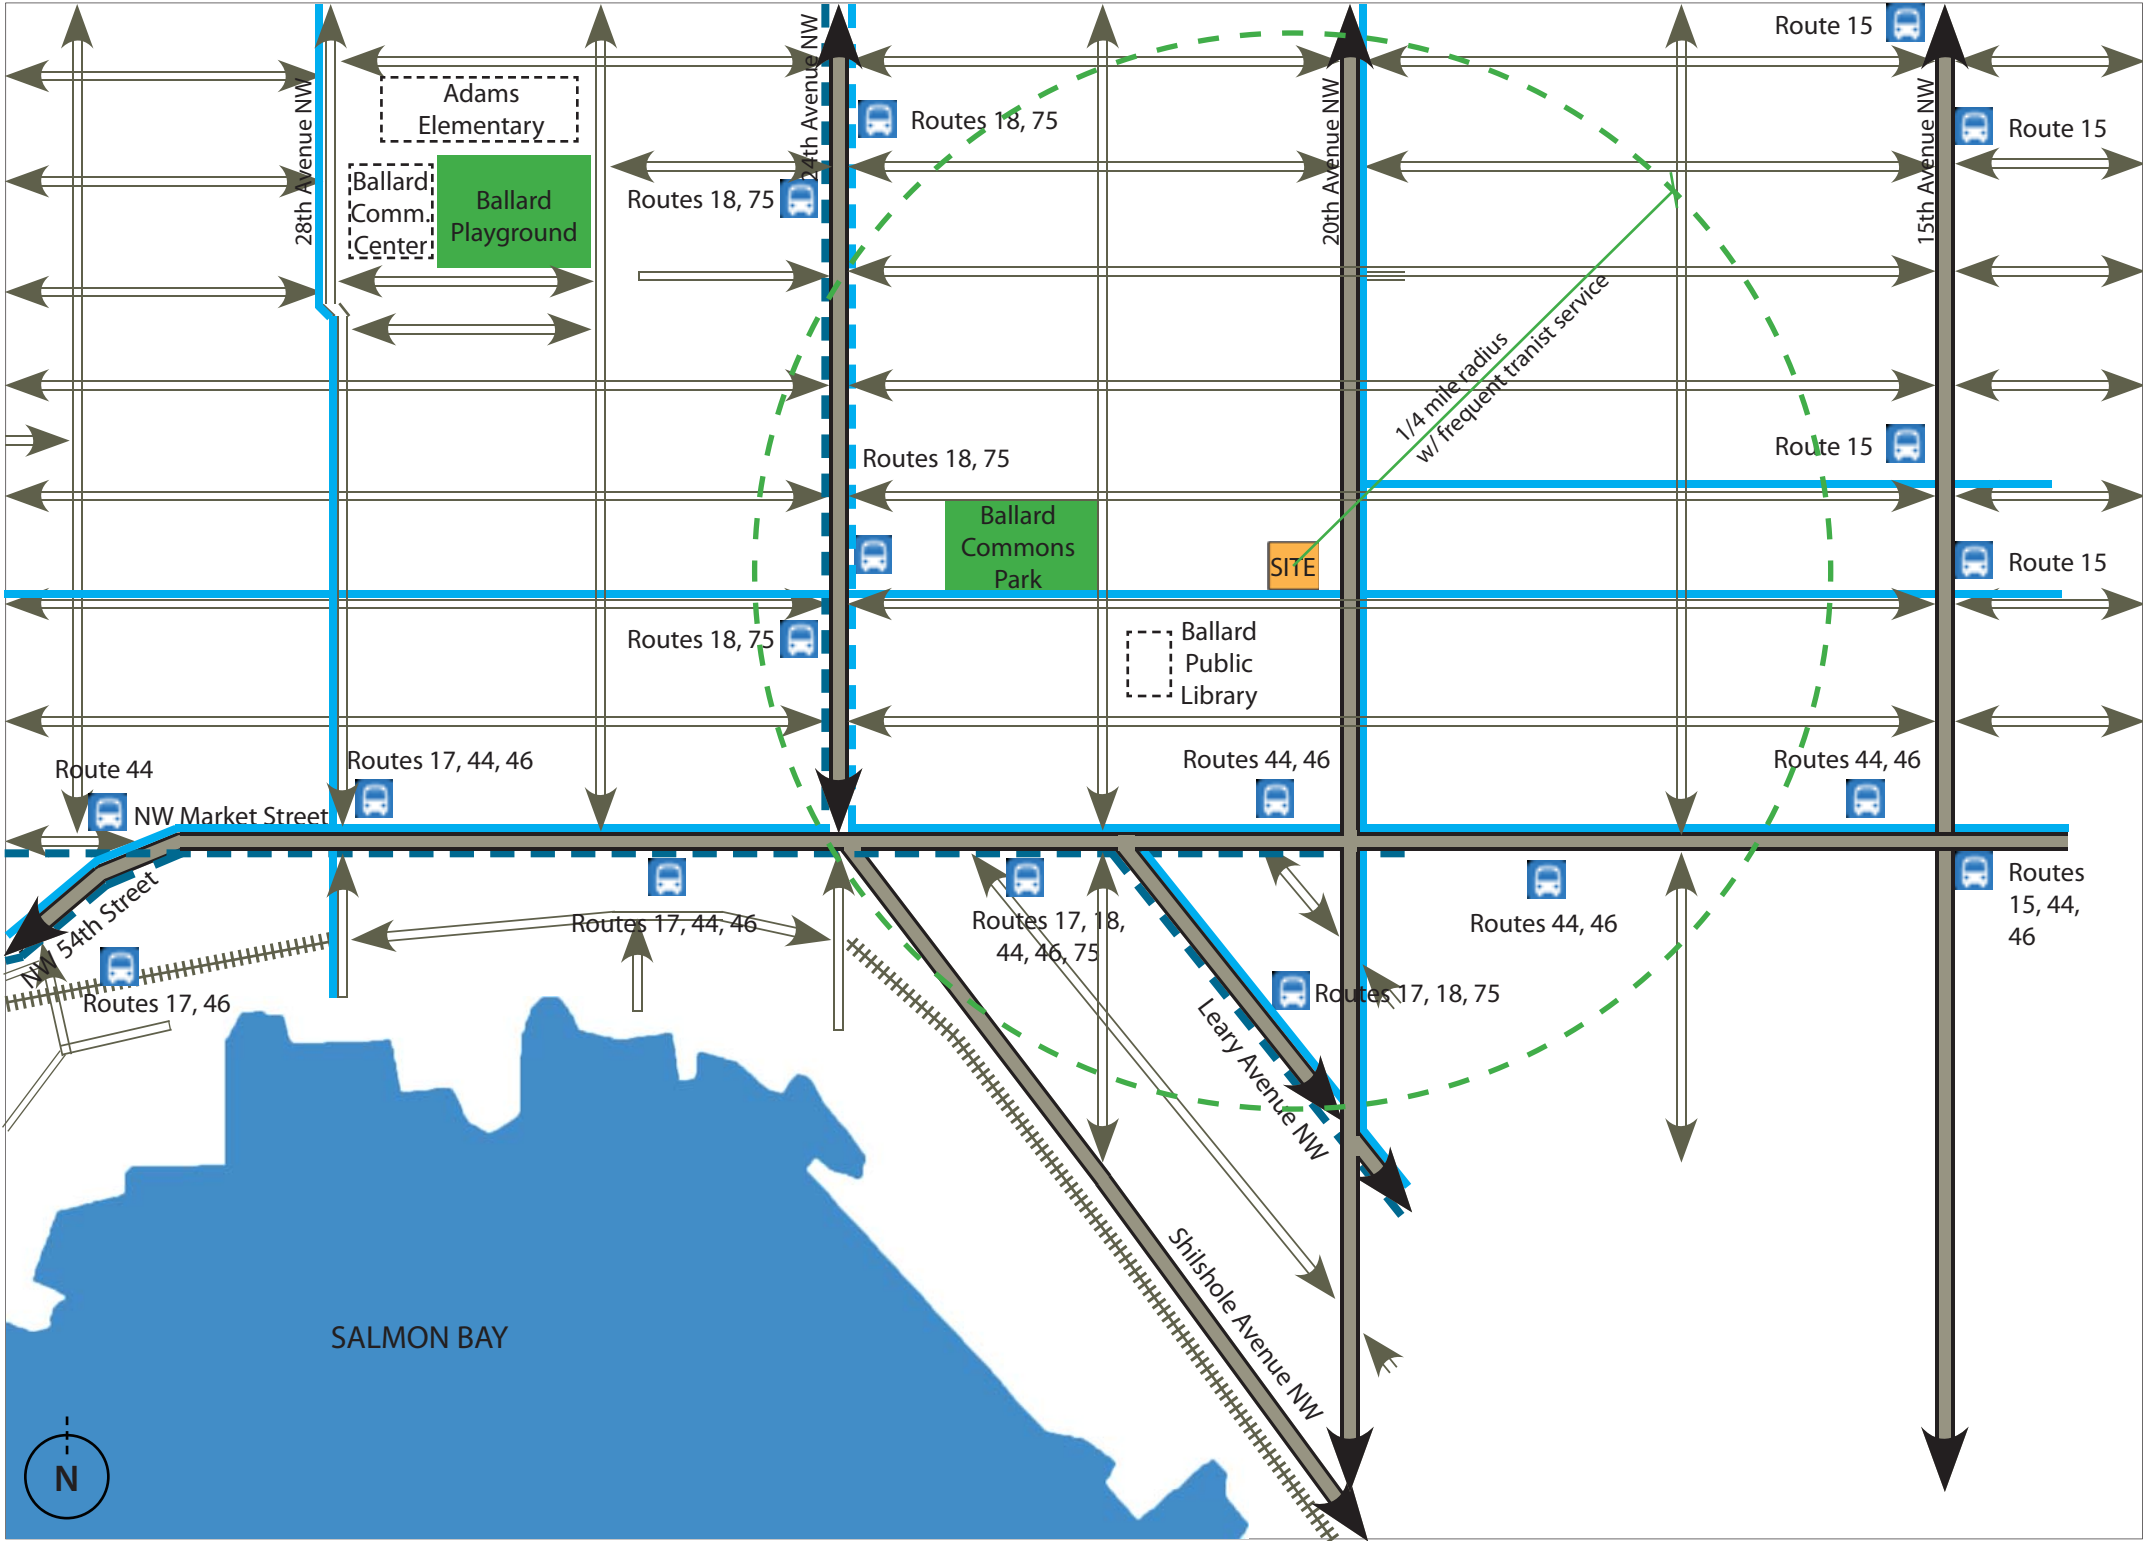 Route 15
24th Avenue NW
28th Avenue NW
20th Avenue NW
15th Avenue NW
Adams
Elementary
Routes 18, 75
Route 15
Ballard
Comm.
Center
Ballard
Playground
Routes 18, 75
1/4 mile radius
w/ frequent tranist service
Routes 18, 75
Route 15
Ballard
Commons
Park
SITE
Route 15
Routes 18, 75
Ballard
Public
Library
Route 44
Routes 17, 44, 46
Routes 44, 46
Routes 44, 46
NW Market Street
NW 54th Street
Routes 17, 44, 46
Routes 17, 18,
44, 46, 75
Routes 44, 46
Routes
15, 44,
46
Routes 17, 46
Routes 17, 18, 75
Leary Avenue NW
Shilshole Avenue NW
SALMON BAY
N